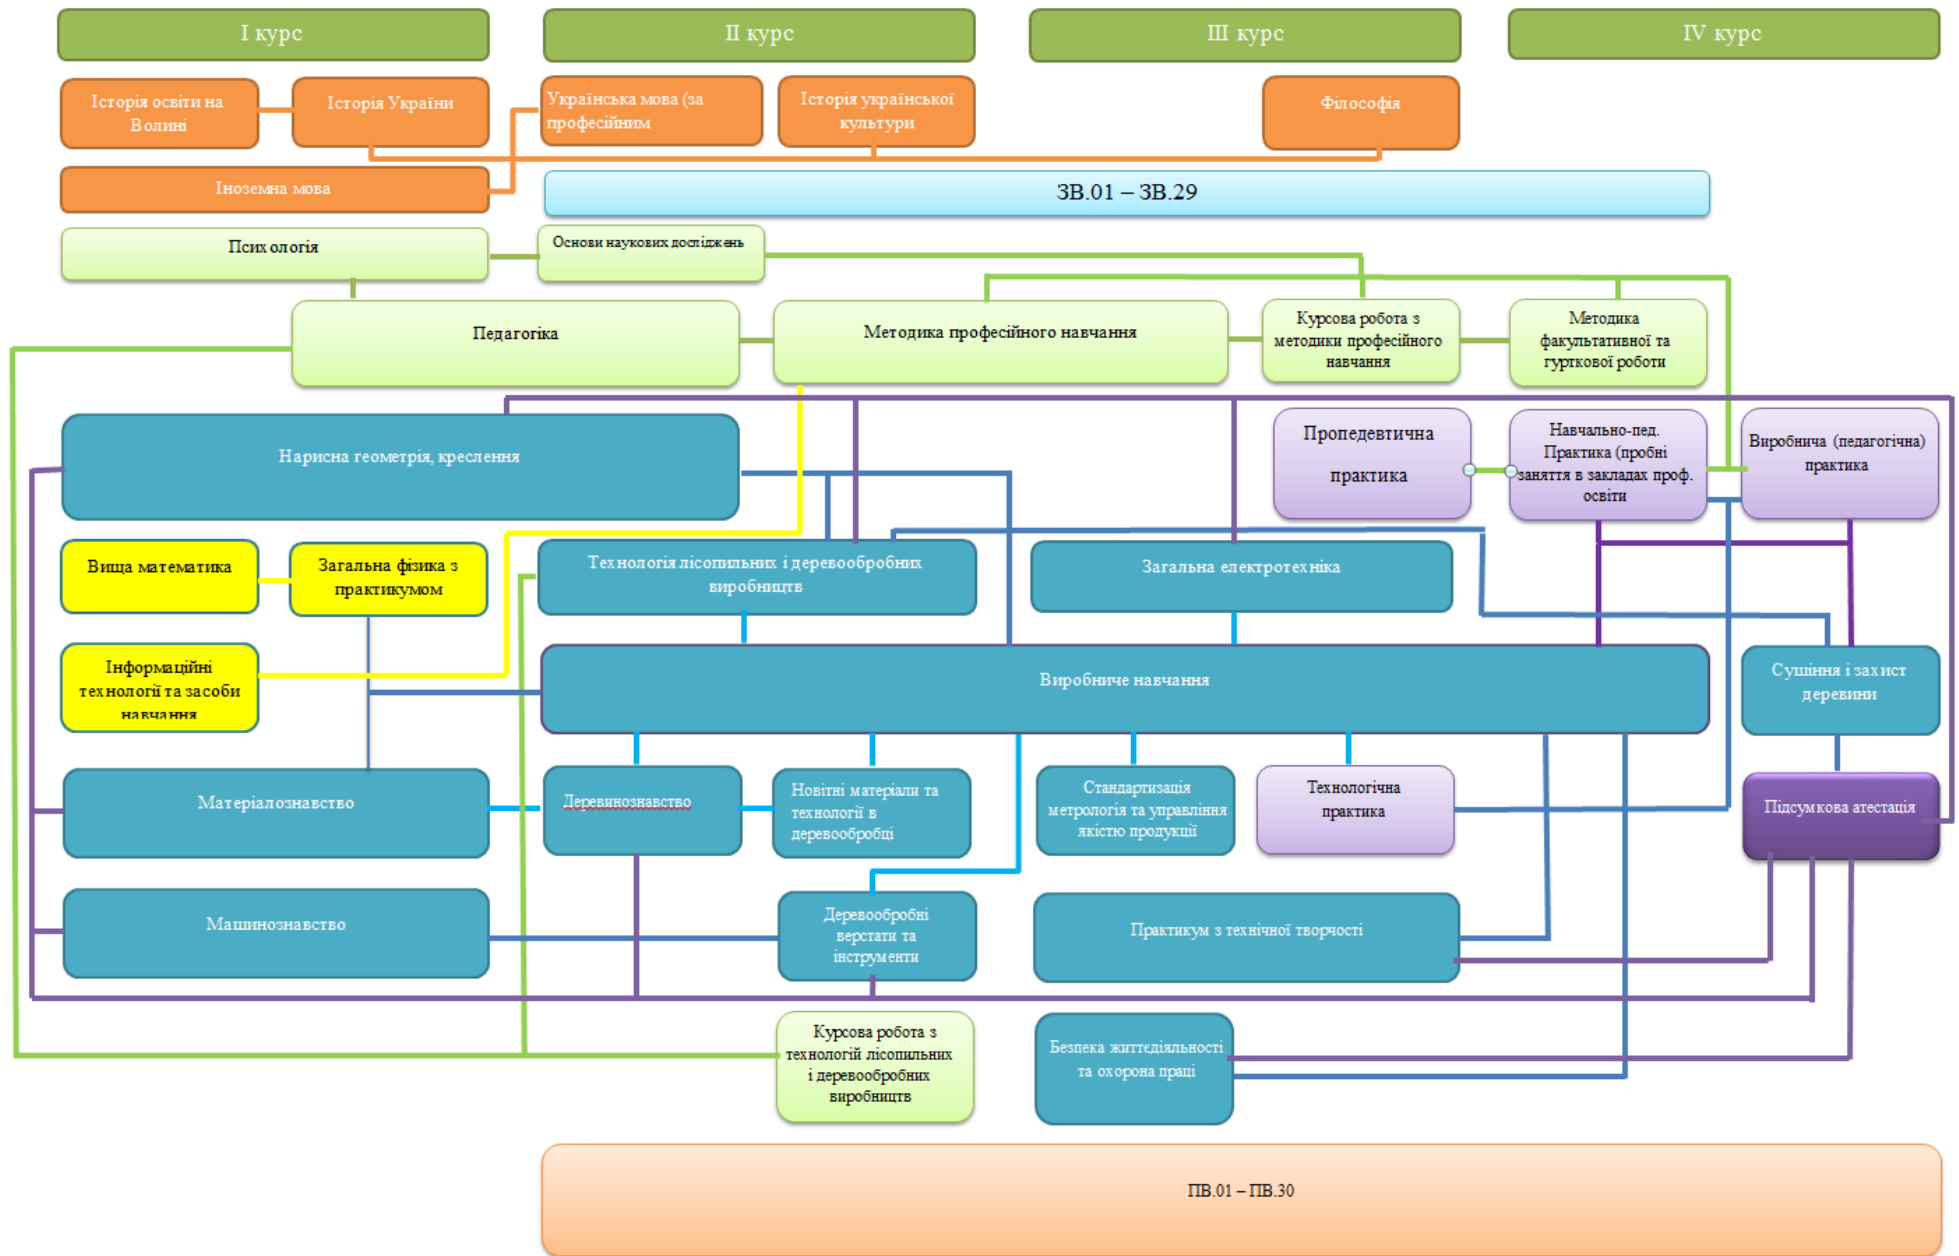 І курс
ІІ курс
ІІІ курс
IV курс
Історія освіти на
Волині
Історія України
Українська мова (за
професійним
Історія української
культури
Філософія
Іноземна мова
ЗВ.01 – ЗВ.29
Психологія
Основи наукових досліджень
Педагогіка
Методика професійного навчання
Курсова робота з
методики професійного
навчання
Методика
факультативної та
гурткової роботи
Нарисна геометрія, креслення
Пропедевтична
практика
Навчально-пед.
Практика (пробні
заняття в закладах проф.
освіти
Виробнича (педагогічна)
практика
Вища математика
Загальна фізика з
практикумом
Технологія лісопильних і деревообробних
виробництв
Загальна електротехніка
Інформаційні
технології та засоби
навчання
Виробниче навчання
Сушіння і захист
деревини
Матеріалознавство
Деревинознавство
Новітні матеріали та
технології в
деревообробці
Стандартизація
метрологія та управління
якістю продукції
Технологічна
практика
Підсумкова атестація
Машинознавство
Деревообробні
верстати та
інструменти
Практикум з технічної творчості
Курсова робота з
технологій лісопильних
і деревообробних
виробництв
Безпека життєдіяльності
та охорона праці
ПВ.01 – ПВ.30